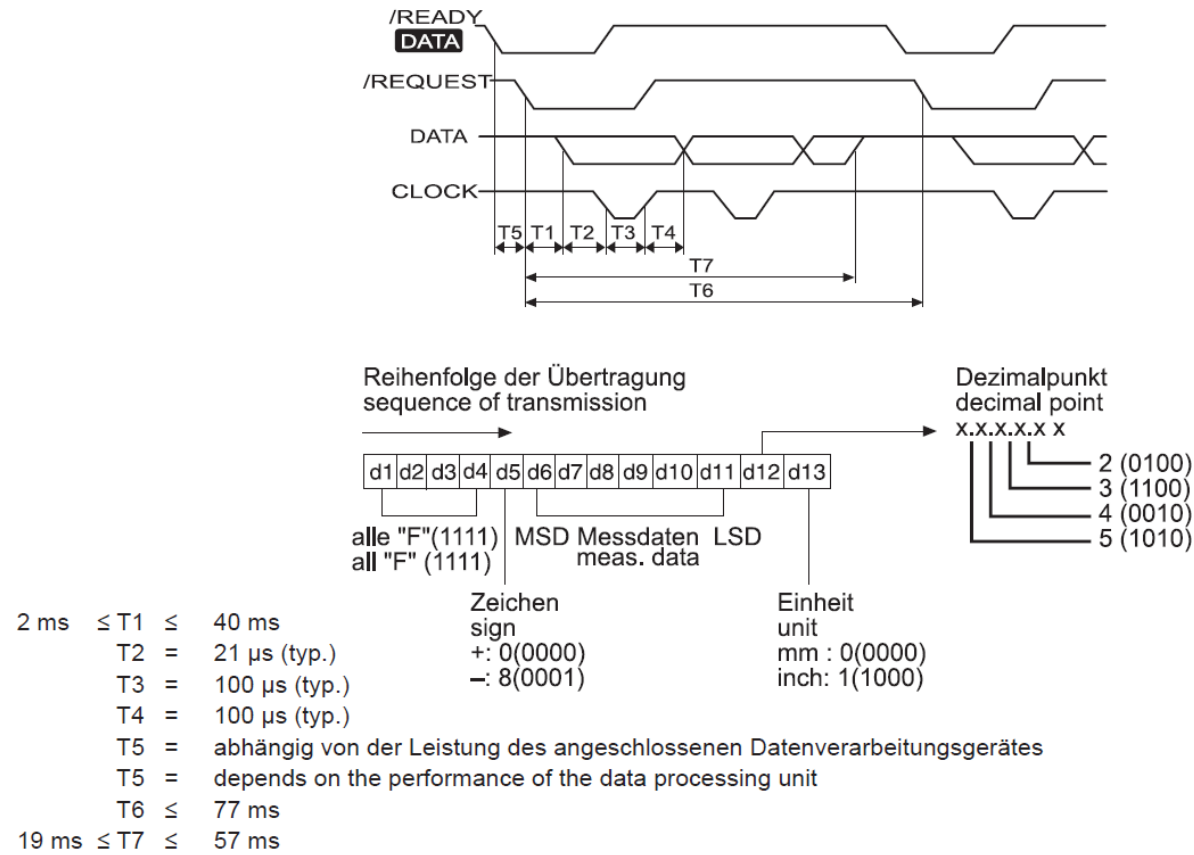 /READY
DATA
/REQUEST
DATA
CLOCK
T5 T1 T2 T3 T4
T7
T6
Reihenfolge der Übertragung
sequence of transmission
Dezimalpunkt
decimal point
x.x.x.x.x x
d1 d2 d3 d4 d5 d6 d7 d8 d9 d10 d11 d12 d13
2 (0100)
3 (1100)
4 (0010)
5 (1010)
alle "F"(1111)
all "F" (1111)
MSD Messdaten LSD
meas. data
Zeichen
sign
+: 0(0000)
–: 8(0001)
Einheit
unit
mm : 0(0000)
inch: 1(1000)
2 ms ≤ T1 ≤ 40 ms
T2 = 21 µs (typ.)
T3 = 100 µs (typ.)
T4 = 100 µs (typ.)
T5 = abhängig von der Leistung des angeschlossenen Datenverarbeitungsgerätes
T5 = depends on the performance of the data processing unit
T6 ≤ 77 ms
19 ms ≤ T7 ≤ 57 ms